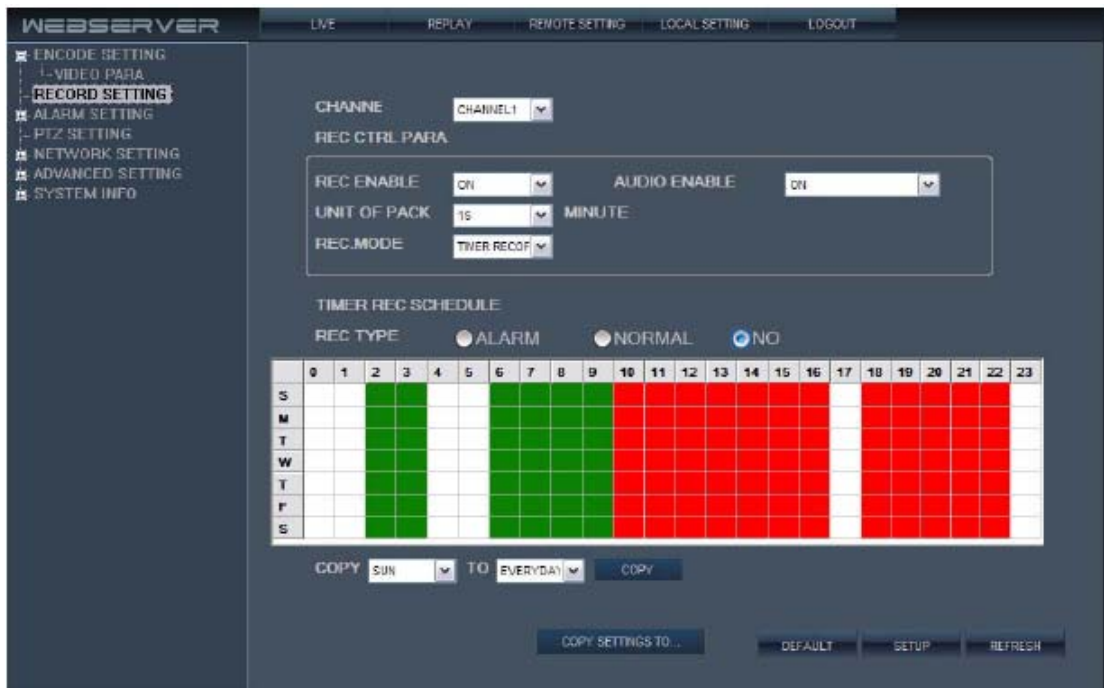 WEBSERVER
LIVE REPLAY REMOTE SETTING LOCAL SETTING LOGOUT
ENCODE SETTING
VIDEO PARA
RECORD SETTING
ALARM SETTING
PTZ SETTING
NETWORK SETTING
ADVANCED SETTING
SYSTEM INFO
CHANNE CHANNEL1
REC CTRL PARA
REC ENABLE ON AUDIO ENABLE ON
UNIT OF PACK 15 MINUTE
REC.MODE TIMER RECOR
TIMER REC SCHEDULE
REC TYPE ALARM NORMAL NO
0 1 2 3 4 5 6 7 8 9 10 11 12 13 14 15 16 17 18 19 20 21 22 23
S
M
T
W
T
F
S
COPY SUN TO EVERYDAY COPY
COPY SETTINGS TO... DEFAULT SETUP REFRESH